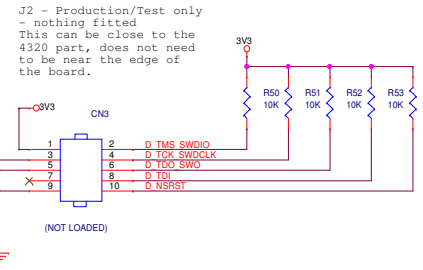 J2 - Production/Test only
- nothing fitted
This can be close to the
4320 part, does not need
to be near the edge of
the board.
3V3
R50 R51 R52 R53
10K 10K 10K 10K
3V3
CN3
1 2 D_TMS_SWDIO
3 4 D_TCK_SWDCLK
5 6 D_TDO_SWO
7 8 D_TDI
9 10 D_NSRST
(NOT LOADED)